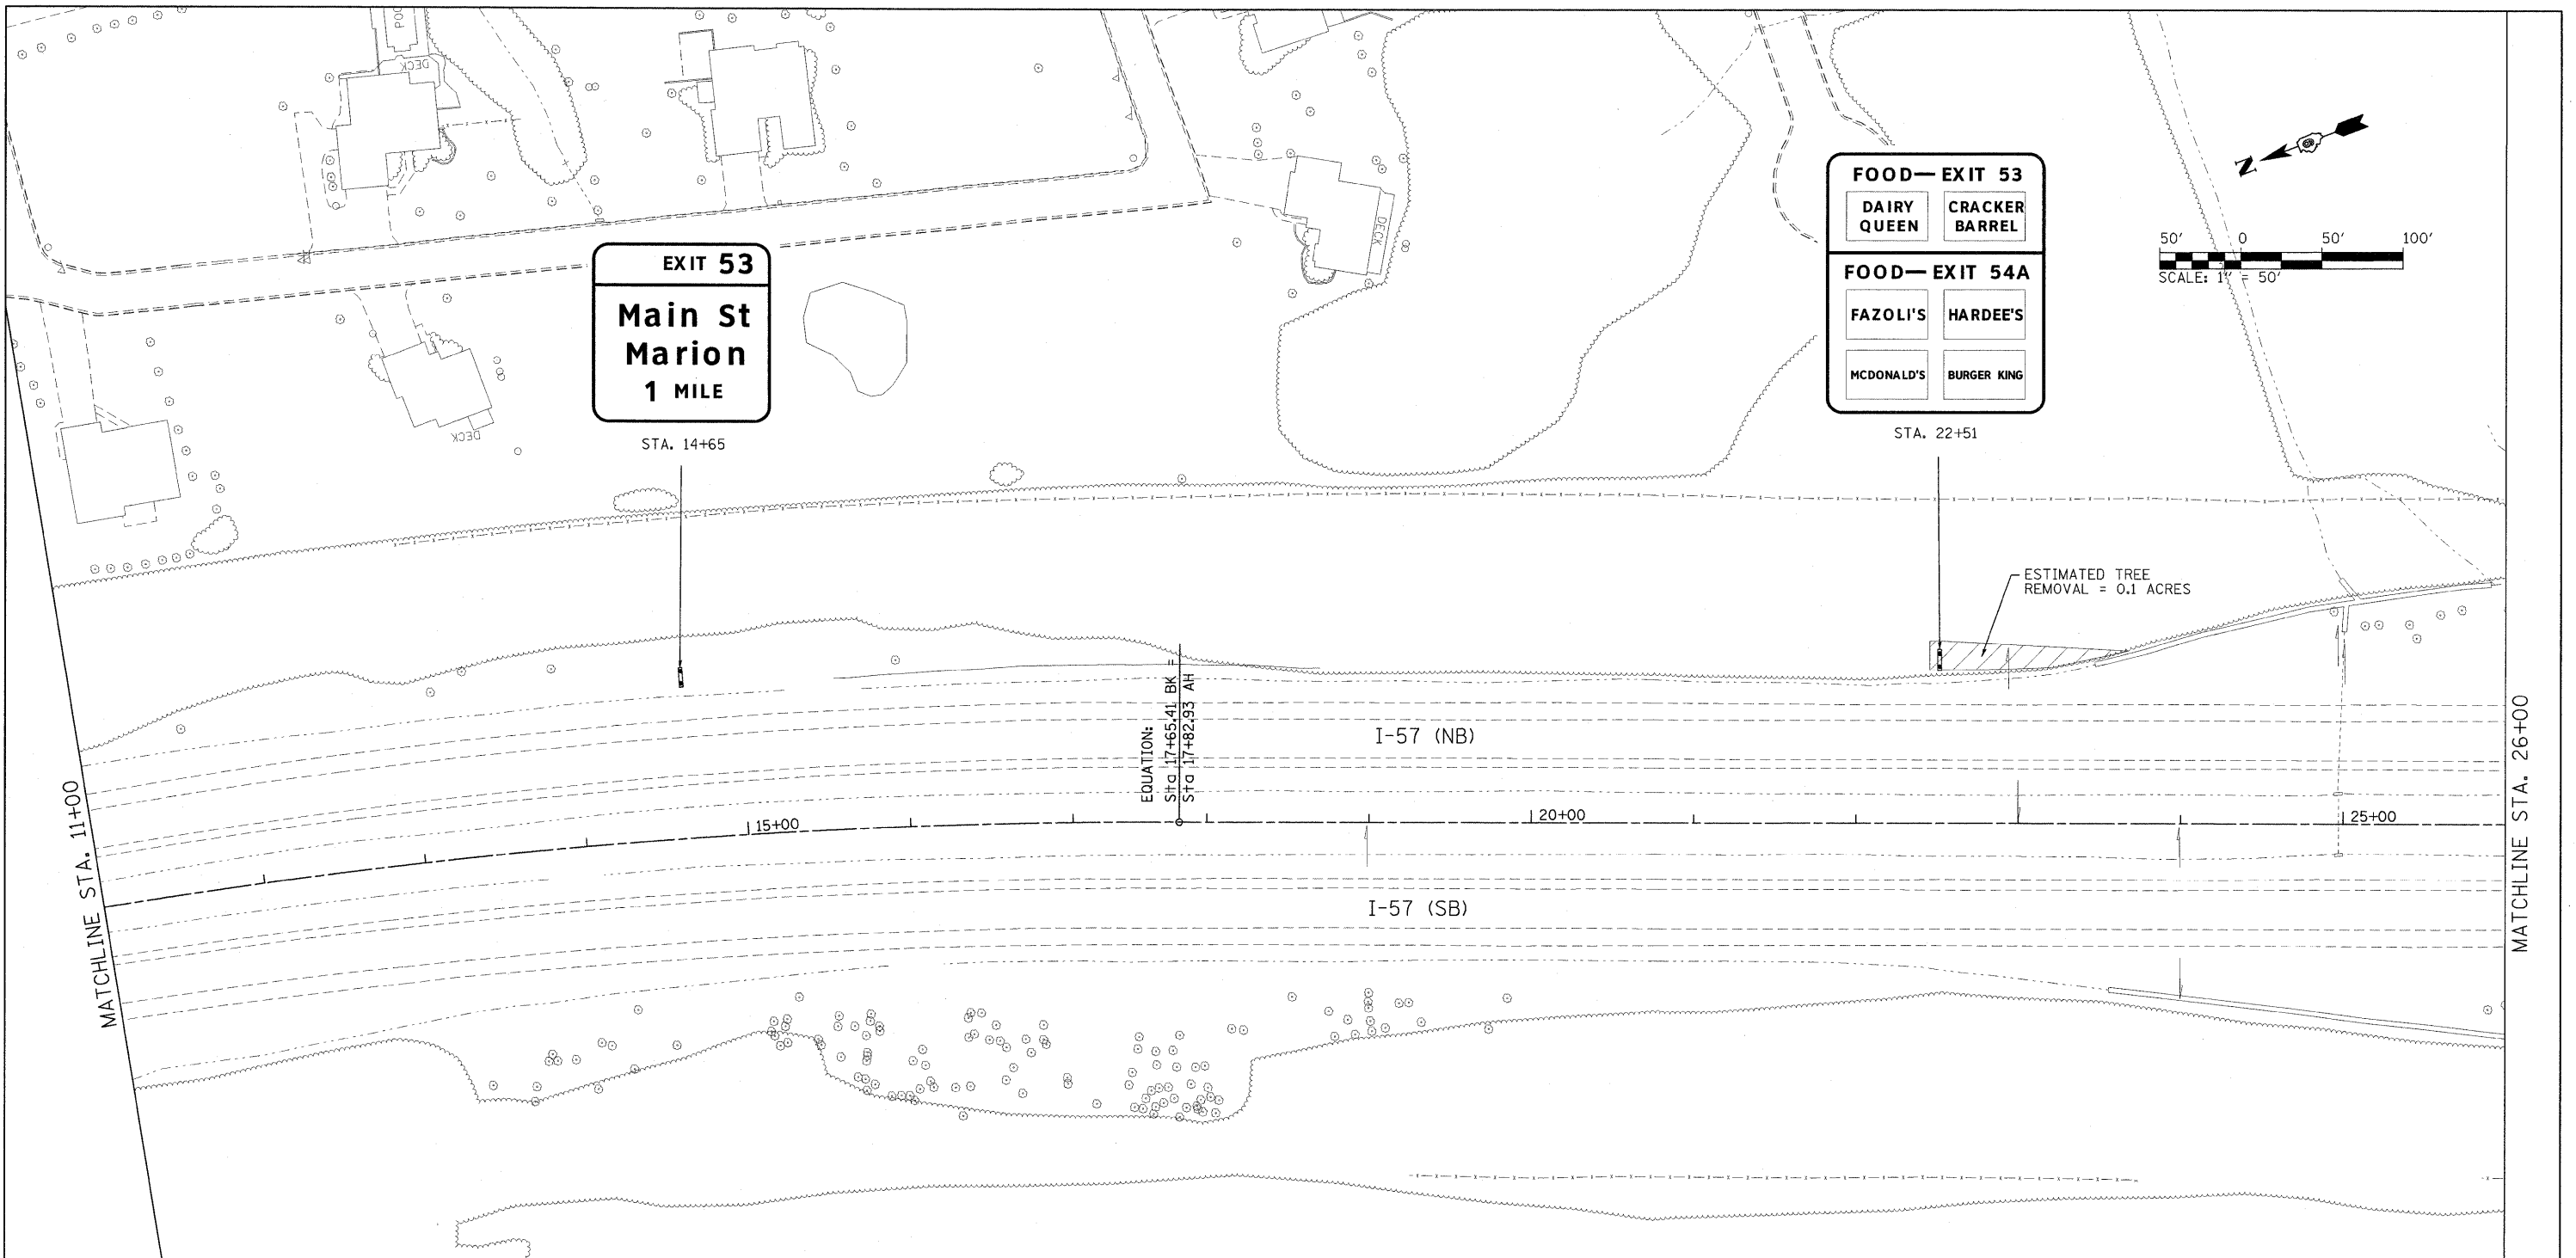 POO
DECK
N
FOOD— EXIT 53
DAIRY QUEEN
CRACKER BARREL
FOOD— EXIT 54A
FAZOLI'S
HARDEE'S
MCDONALD'S
BURGER KING
STA. 22+51
50' 0 50' 100'
SCALE: 1" = 50'
DECK
EXIT 53
Main St
Marion
1 MILE
STA. 14+65
DECK
ESTIMATED TREE
REMOVAL = 0.1 ACRES
EQUATION:
Sta 17+65.41 BK =
Sta 17+82.93 AH
I-57 (NB)
15+00
20+00
25+00
I-57 (SB)
MATCHLINE STA. 11+00
MATCHLINE STA. 26+00